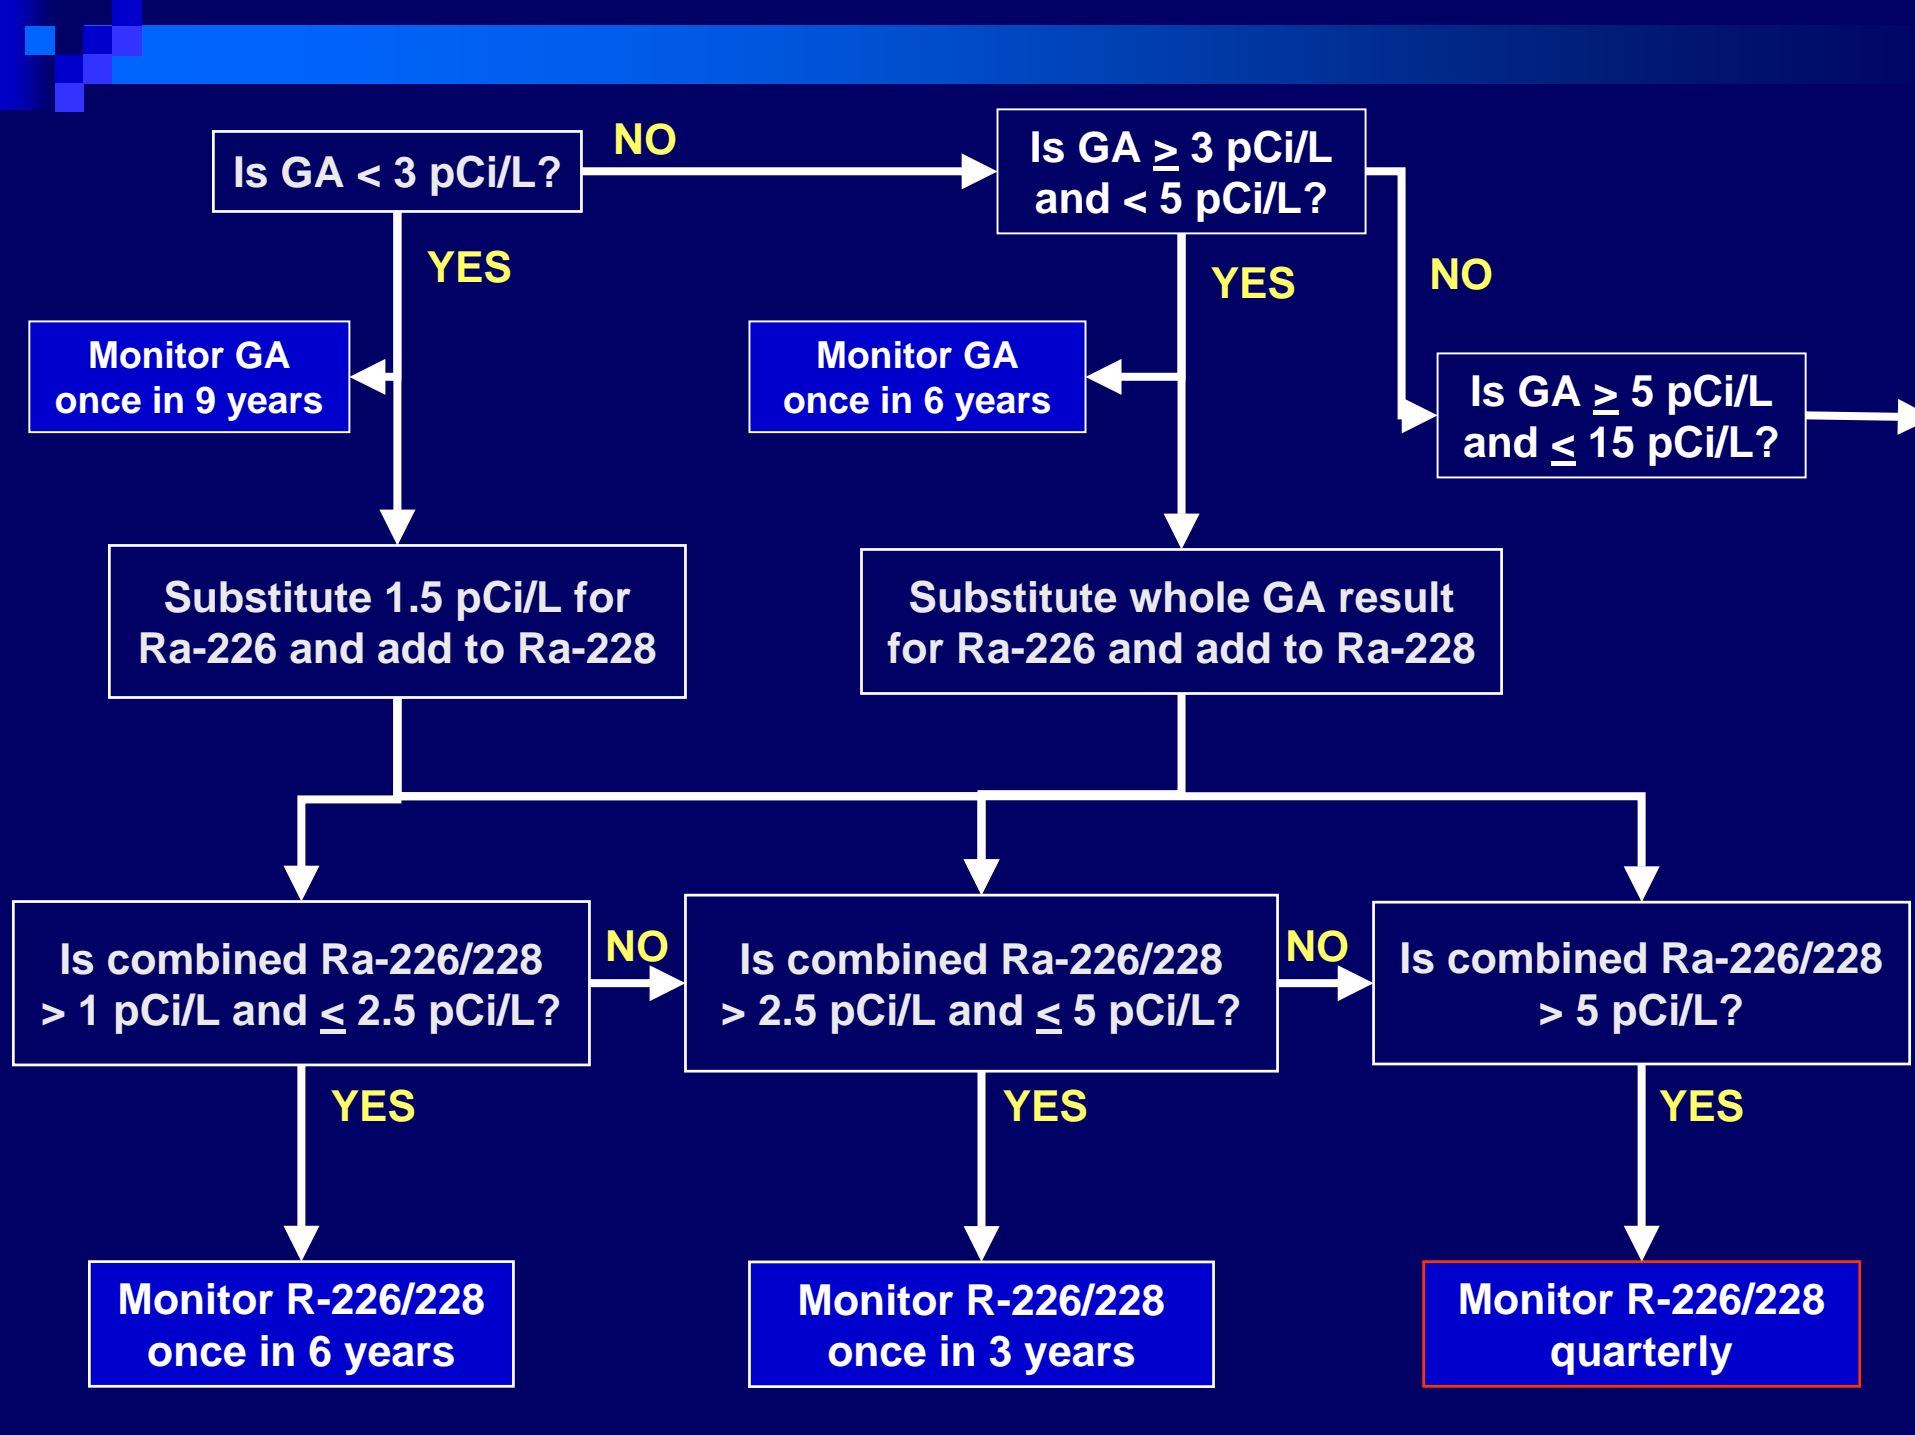 Is GA < 3 pCi/L?
NO
Is GA ≥ 3 pCi/L
and < 5 pCi/L?
YES
YES
NO
Monitor GA
once in 9 years
Monitor GA
once in 6 years
Is GA ≥ 5 pCi/L
and ≤ 15 pCi/L?
Substitute 1.5 pCi/L for
Ra-226 and add to Ra-228
Substitute whole GA result
for Ra-226 and add to Ra-228
Is combined Ra-226/228
> 1 pCi/L and ≤ 2.5 pCi/L?
NO
Is combined Ra-226/228
> 2.5 pCi/L and ≤ 5 pCi/L?
NO
Is combined Ra-226/228
> 5 pCi/L?
YES
YES
YES
Monitor R-226/228
once in 6 years
Monitor R-226/228
once in 3 years
Monitor R-226/228
quarterly